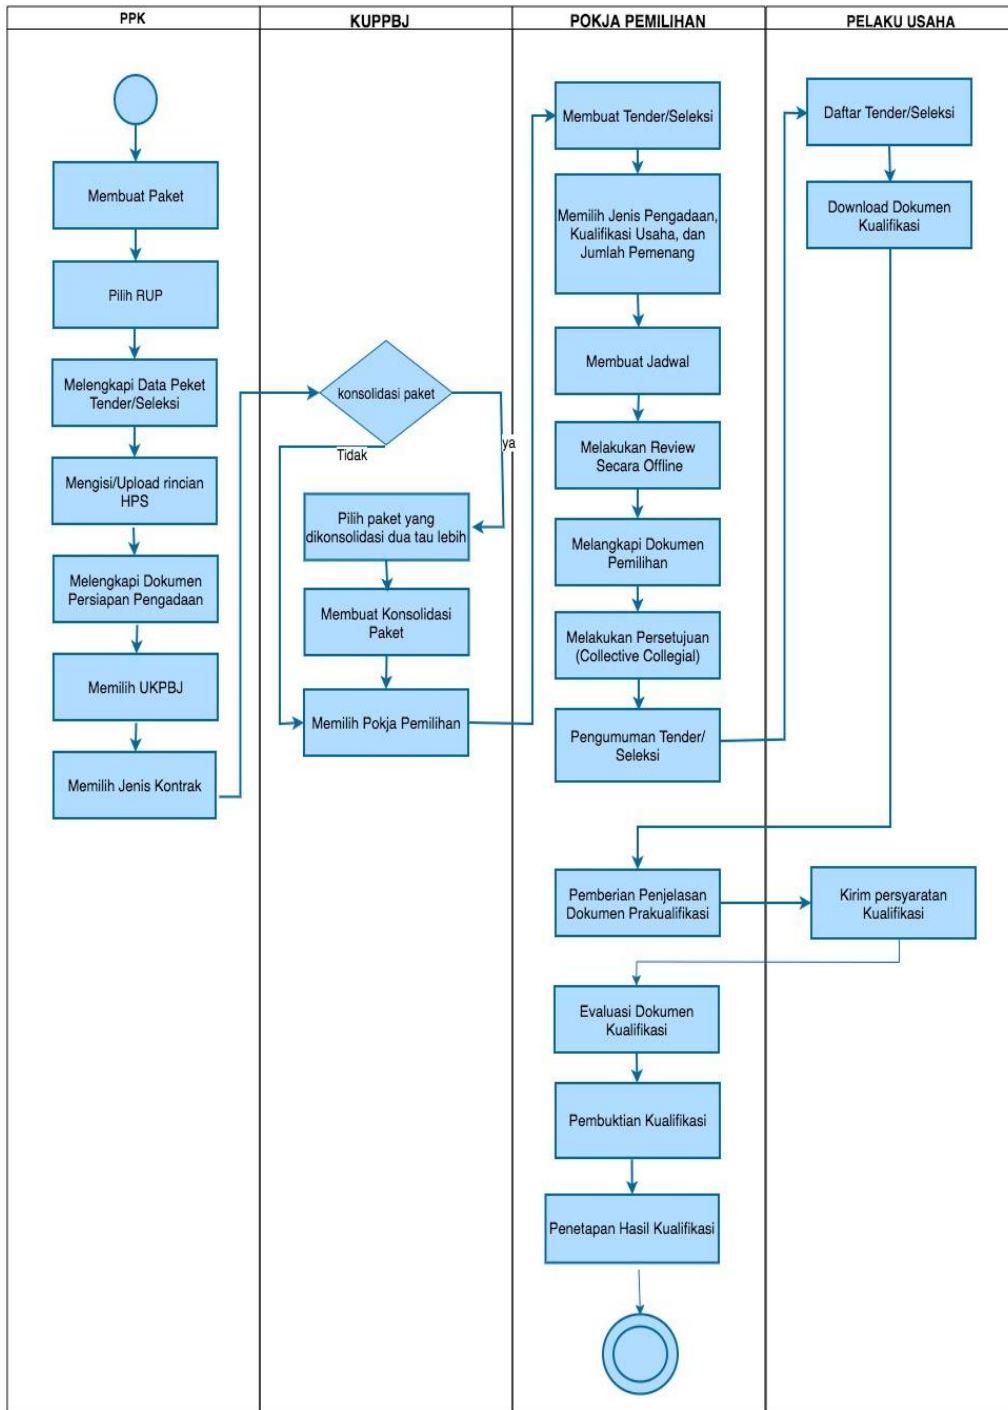 PPK
KUPPBJ
POKJA PEMILIHAN
PELAKU USAHA
Membuat Paket
Pilih RUP
Melengkapi Data Peket
Tender/Seleksi
Mengisi/Upload rincian
HPS
Melengkapi Dokumen
Persiapan Pengadaan
Memilih UKPBJ
Memilih Jenis Kontrak
konsolidasi paket
ya
Tidak
Pilih paket yang
dikonsolidasi dua tau lebih
Membuat Konsolidasi
Paket
Memilih Pokja Pemilihan
Membuat Tender/Seleksi
Memilih Jenis Pengadaan,
Kualifikasi Usaha, dan
Jumlah Pemenang
Membuat Jadwal
Melakukan Review
Secara Offline
Melangkapi Dokumen
Pemilihan
Melakukan Persetujuan
(Collective Collegial)
Pengumuman Tender/
Seleksi
Daftar Tender/Seleksi
Download Dokumen
Kualifikasi
Pemberian Penjelasan
Dokumen Prakualifikasi
Kirim persyaratan
Kualifikasi
Evaluasi Dokumen
Kualifikasi
Pembuktian Kualifikasi
Penetapan Hasil Kualifikasi